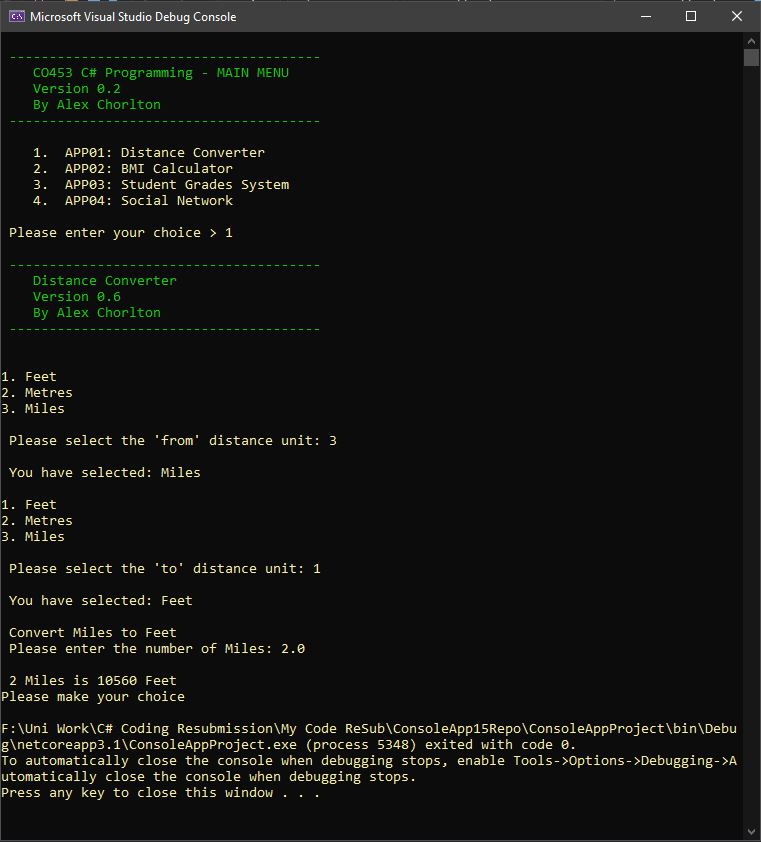 Microsoft Visual Studio Debug Console
---------------------------------------
CO453 C# Programming - MAIN MENU
Version 0.2
By Alex Chorlton
---------------------------------------
1.  APP01: Distance Converter
2.  APP02: BMI Calculator
3.  APP03: Student Grades System
4.  APP04: Social Network
Please enter your choice > 1
---------------------------------------
Distance Converter
Version 0.6
By Alex Chorlton
---------------------------------------
1. Feet
2. Metres
3. Miles
Please select the 'from' distance unit: 3
You have selected: Miles
1. Feet
2. Metres
3. Miles
Please select the 'to' distance unit: 1
You have selected: Feet
Convert Miles to Feet
Please enter the number of Miles: 2.0
2 Miles is 10560 Feet
Please make your choice
F:\Uni Work\C# Coding Resubmission\My Code ReSub\ConsoleApp15Repo\ConsoleAppProject\bin\Debu
g\netcoreapp3.1\ConsoleAppProject.exe (process 5348) exited with code 0.
To automatically close the console when debugging stops, enable Tools->Options->Debugging->A
utomatically close the console when debugging stops.
Press any key to close this window . . .